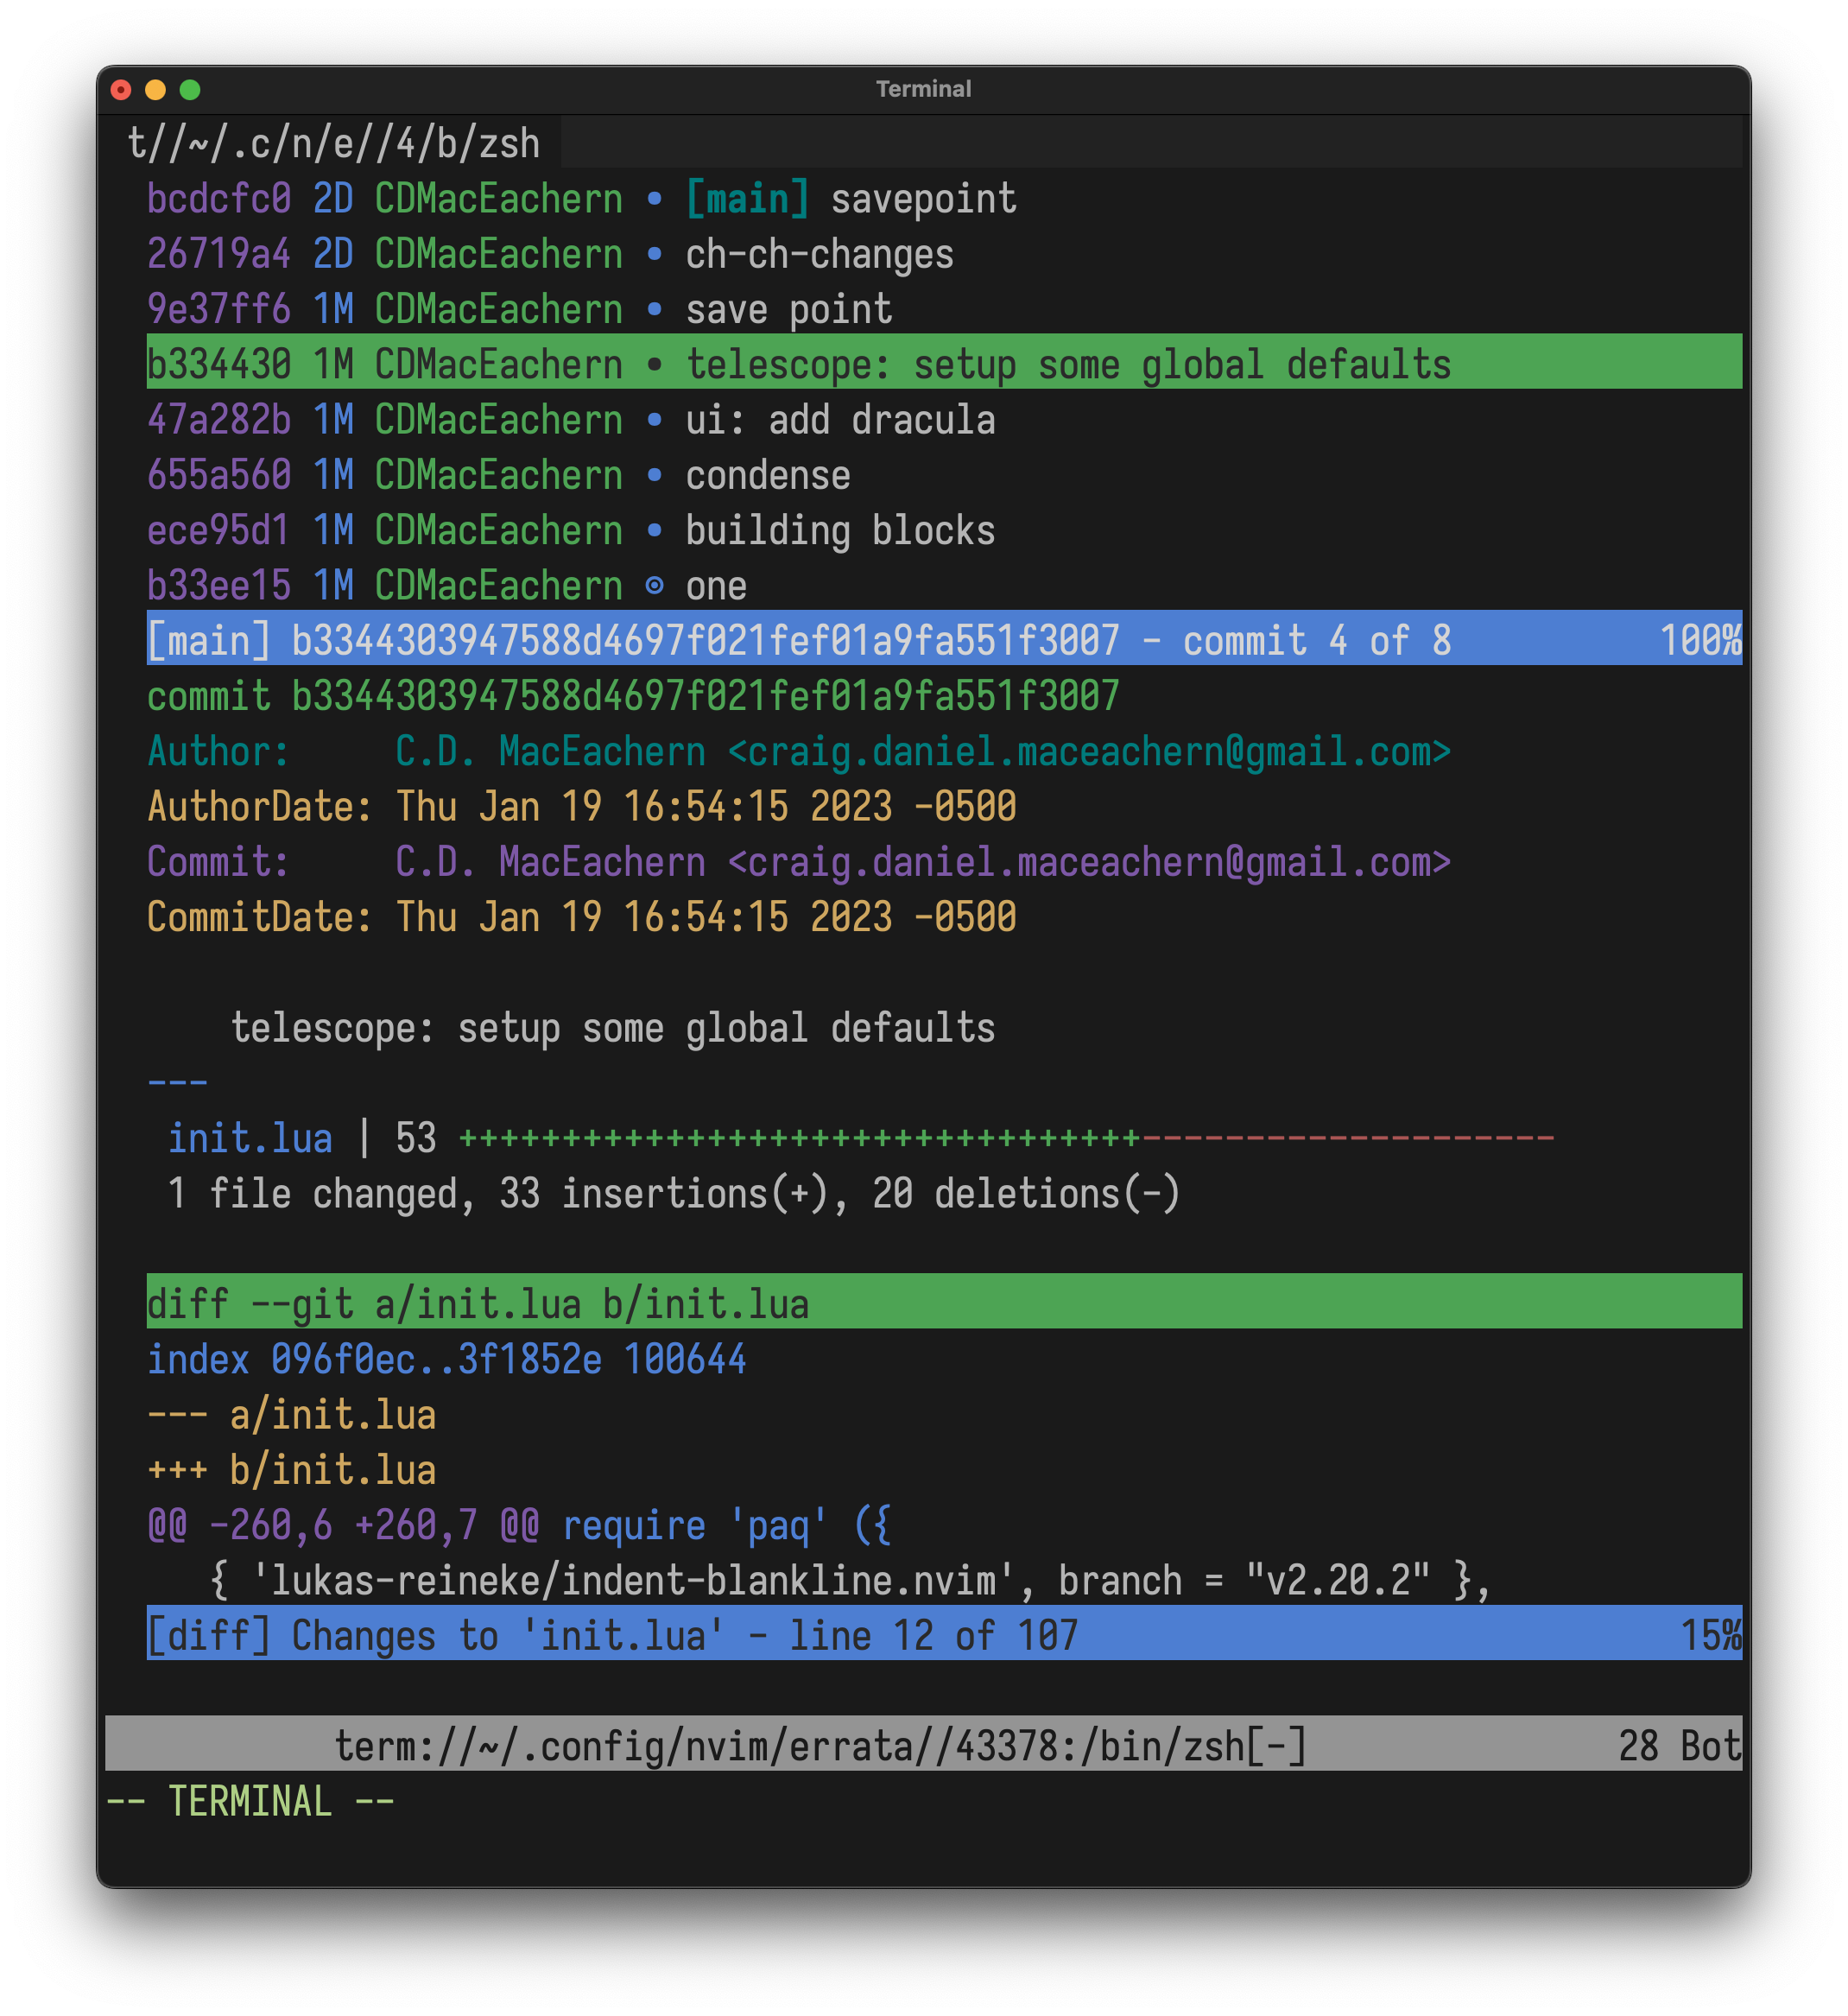 Terminal
t//~/.c/n/e//4/b/zsh
bcdcfc0 2D CDMacEachern • [main] savepoint
26719a4 2D CDMacEachern • ch-ch-changes
9e37ff6 1M CDMacEachern • save point
b334430 1M CDMacEachern • telescope: setup some global defaults
47a282b 1M CDMacEachern • ui: add dracula
655a560 1M CDMacEachern • condense
ece95d1 1M CDMacEachern • building blocks
b33ee15 1M CDMacEachern ⊙ one
[main] b3344303947588d4697f021fef01a9fa551f3007 - commit 4 of 8 100%
commit b3344303947588d4697f021fef01a9fa551f3007
Author:     C.D. MacEachern <craig.daniel.maceachern@gmail.com>
AuthorDate: Thu Jan 19 16:54:15 2023 -0500
Commit:     C.D. MacEachern <craig.daniel.maceachern@gmail.com>
CommitDate: Thu Jan 19 16:54:15 2023 -0500
telescope: setup some global defaults
---
init.lua | 53 +++++++++++++++++++++++++++++++++--------------------
1 file changed, 33 insertions(+), 20 deletions(-)
diff --git a/init.lua b/init.lua
index 096f0ec..3f1852e 100644
--- a/init.lua
+++ b/init.lua
@@ -260,6 +260,7 @@ require 'paq' ({
{ 'lukas-reineke/indent-blankline.nvim', branch = "v2.20.2" },
[diff] Changes to 'init.lua' - line 12 of 107 15%
term://~/.config/nvim/errata//43378:/bin/zsh[-] 28 Bot
-- TERMINAL --